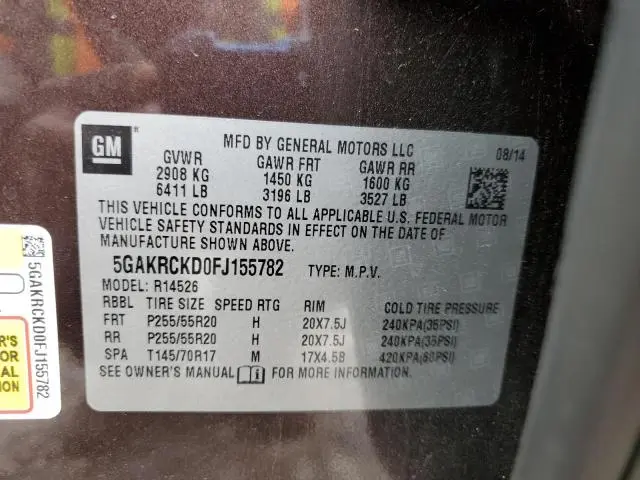 GM
MFD BY GENERAL MOTORS LLC 08/14
GVWR GAWR FRT GAWR RR
2908 KG 1450 KG 1600 KG
6411 LB 3196 LB 3527 LB
THIS VEHICLE CONFORMS TO ALL APPLICABLE U.S. FEDERAL MOTOR
VEHICLE SAFETY STANDARDS IN EFFECT ON THE DATE OF
MANUFACTURE SHOWN ABOVE.
5GAKRCKD0FJ155782 TYPE: M.P.V.
MODEL: R14526
RBBL TIRE SIZE SPEED RTG RIM COLD TIRE PRESSURE
FRT P255/55R20 H 20X7.5J 240KPA(35PSI)
RR P255/55R20 H 20X7.5J 240KPA(35PSI)
SPA T145/70R17 M 17X4.5B 420KPA(60PSI)
SEE OWNER'S MANUAL FOR MORE INFORMATION.
5GAKRCKD0FJ155782